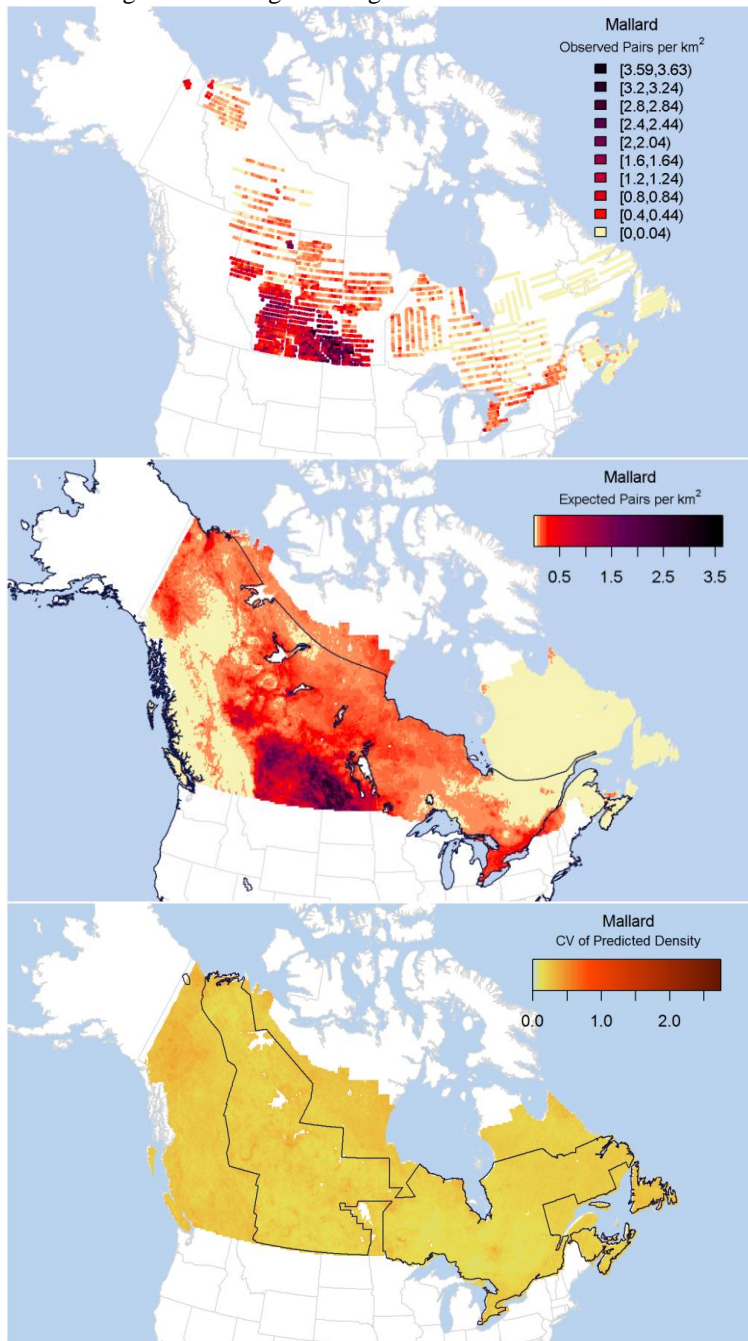 Mallard
Observed Pairs per km²
[3.59,3.63)
[3.2,3.24)
[2.8,2.84)
[2.4,2.44)
[2,2.04)
[1.6,1.64)
[1.2,1.24)
[0.8,0.84)
[0.4,0.44)
[0,0.04)
Mallard
Expected Pairs per km²
0.5 1.5 2.5 3.5
Mallard
CV of Predicted Density
0.0 1.0 2.0